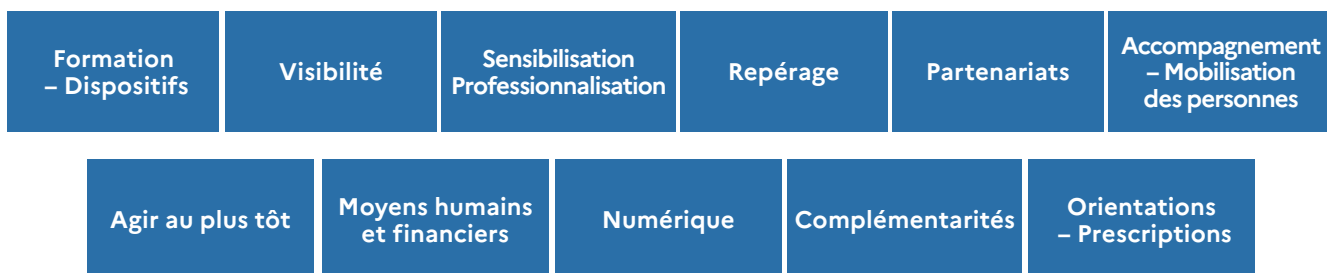 Formation
– Dispositifs
Visibilité
Sensibilisation
Professionnalisation
Repérage
Partenariats
Accompagnement
– Mobilisation
des personnes
Agir au plus tôt
Moyens humains
et financiers
Numérique
Complémentarités
Orientations
– Prescriptions